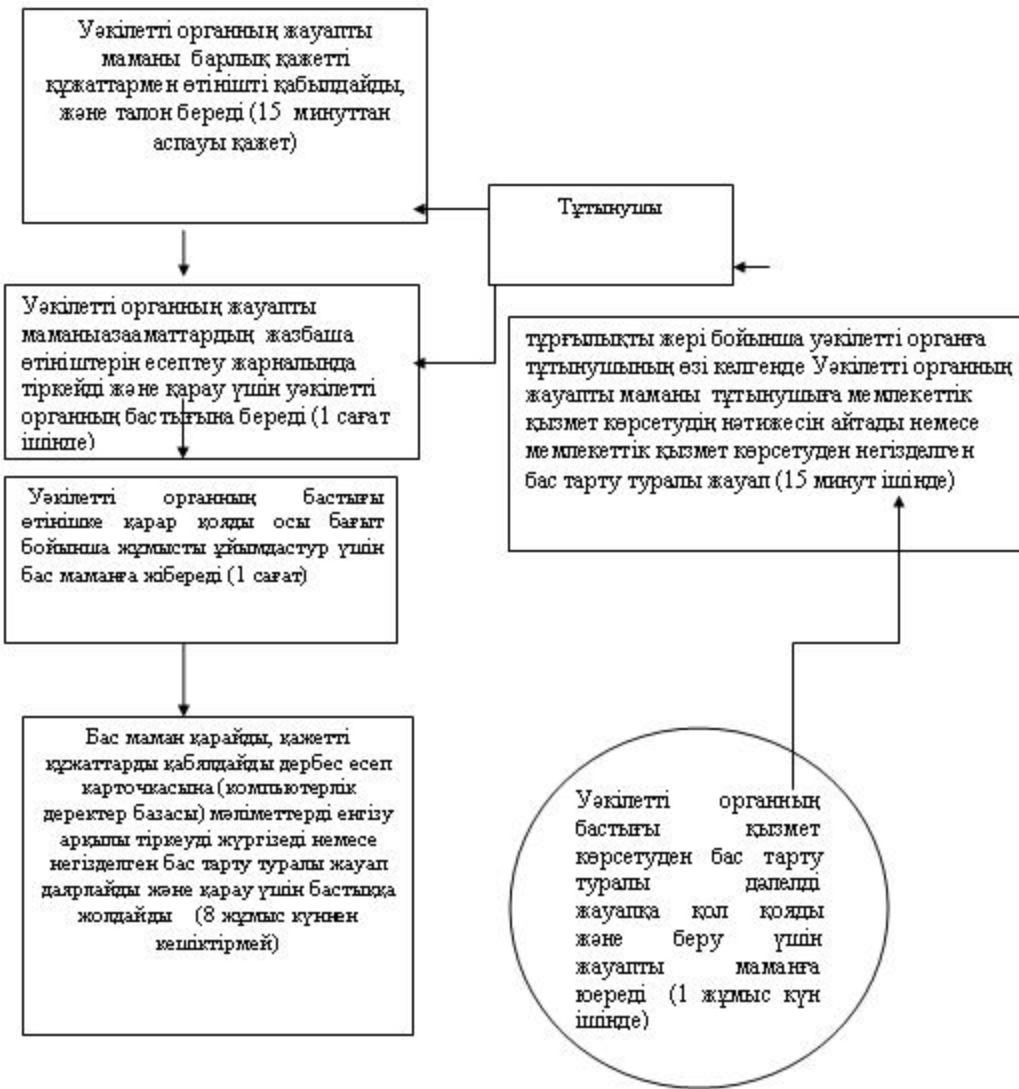 Уәкілетті органның жауапты
маманы барлық қажетті
құжаттармен өтінішті қабылдайды,
және талон береді (15 минуттан
аспауы қажет)
Тұтынушы
Уәкілетті органның жауапты
маманыазааматтардың жазбаша
өтініштерін есептеу жарналында
тіркейді және қарау үшін уәкілетті
органның бастығына береді (1 сағат
ішінде)
тұрғылықты жері бойынша уәкілетті органға
тұтынушының өзі келгенде Уәкілетті органның
жауапты маманы тұтынушыға мемлекеттік
қызмет көрсетудің нәтижесін айтады немесе
мемлекеттік қызмет көрсетуден негізделген
бас тарту туралы жауап (15 минут ішінде)
Уәкілетті органның бастығы
өтінішке қарар қояды осы бағыт
бойынша жұмысты ұйымдастур үшін
бас маманға жібереді (1 сағат)
Бас маман қарайды, қажетті
құжаттарды қабялдайды дербес есеп
карточкасына (компьютерлік
деректер базасы) мәліметтерді енгізу
арқылы тіркеуді жүргізеді немесе
негізделген бас тарту туралы жауап
даярлайды және қарау үшін бастыққа
жолдайды (8 жұмыс күннен
кешіктірмей)
Уәкілетті органның
бастығы қызмет
көрсетуден бас тарту
туралы дәлелді
жауапқа қол қояды
және беру үшін
жауапты маманға
юереді (1 жұмыс күн
ішінде)